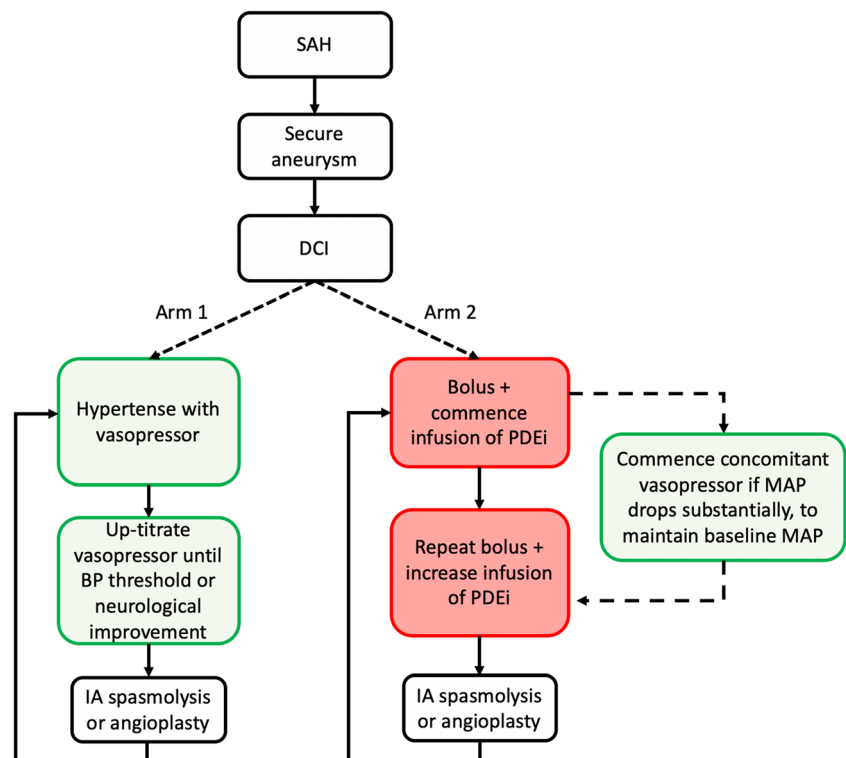 SAH
Secure
aneurysm
DCI
Arm 1
Arm 2
Hypertense with
vasopressor
Bolus +
commence
infusion of PDEi
Commence concomitant
vasopressor if MAP
drops substantially, to
maintain baseline MAP
Up-titrate
vasopressor until
BP threshold or
neurological
improvement
Repeat bolus +
increase infusion
of PDEi
IA spasmolysis
or angioplasty
IA spasmolysis
or angioplasty